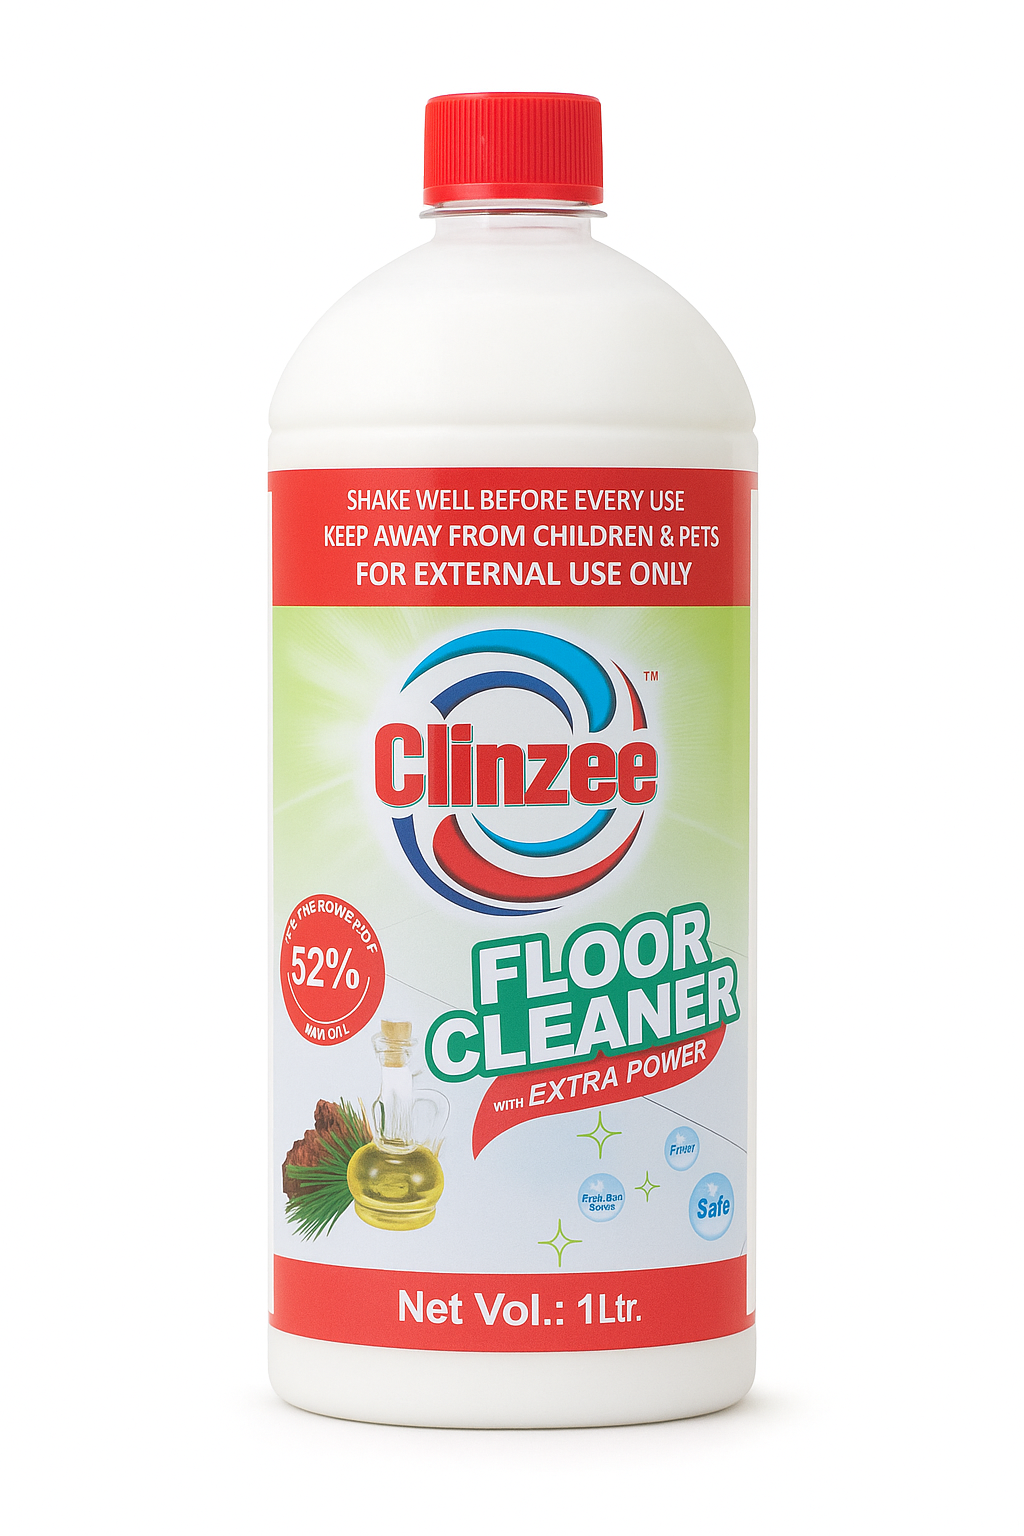 SHAKE WELL BEFORE EVERY USE
KEEP AWAY FROM CHILDREN & PETS
FOR EXTERNAL USE ONLY
TM
Clinzee
52%
FLOOR
CLEANER
WITH EXTRA POWER
Safe
Net Vol.: 1Ltr.